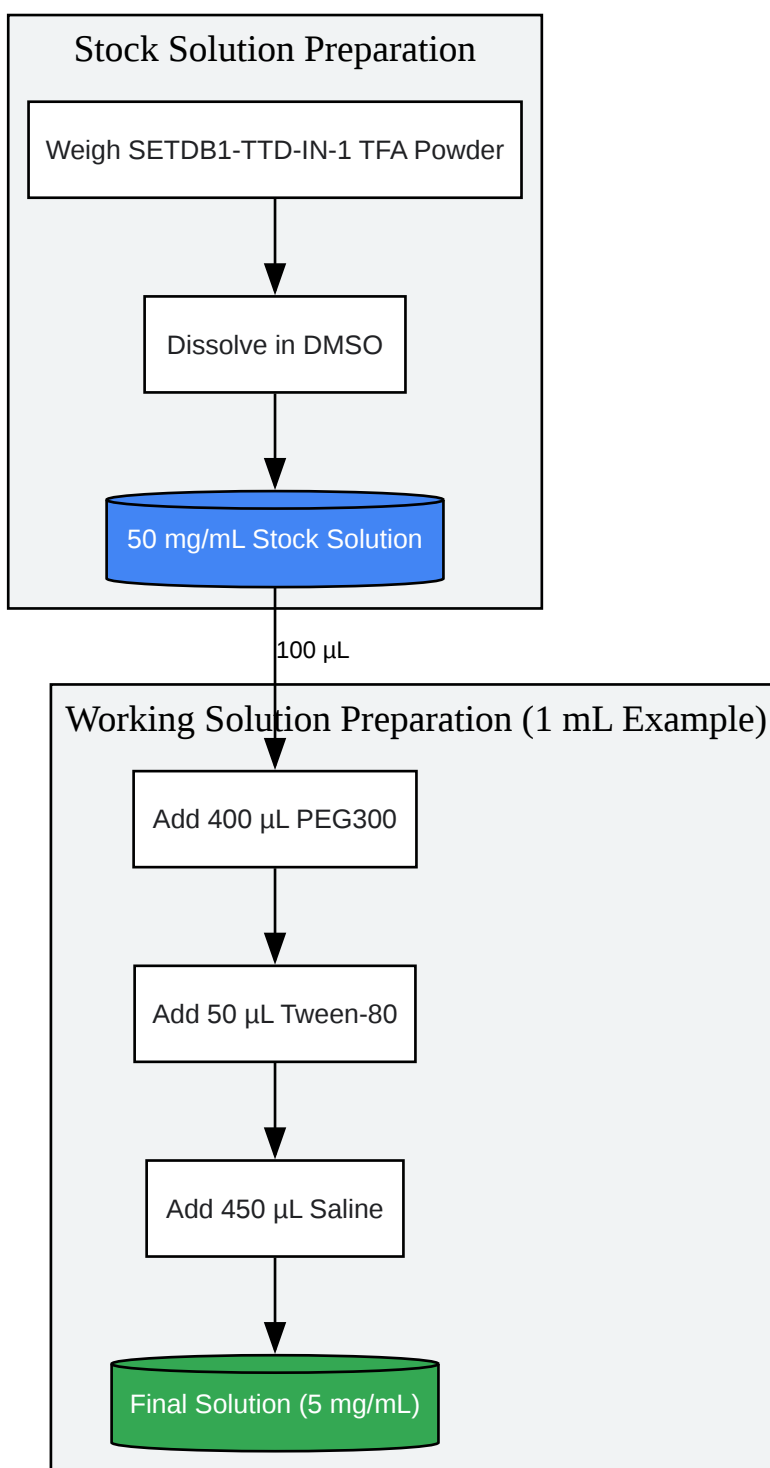 Stock Solution Preparation
Weigh SETDB1-TTD-IN-1 TFA Powder
Dissolve in DMSO
50 mg/mL Stock Solution
100 µL
Working Solution Preparation (1 mL Example)
Add 400 µL PEG300
Add 50 µL Tween-80
Add 450 µL Saline
Final Solution (5 mg/mL)